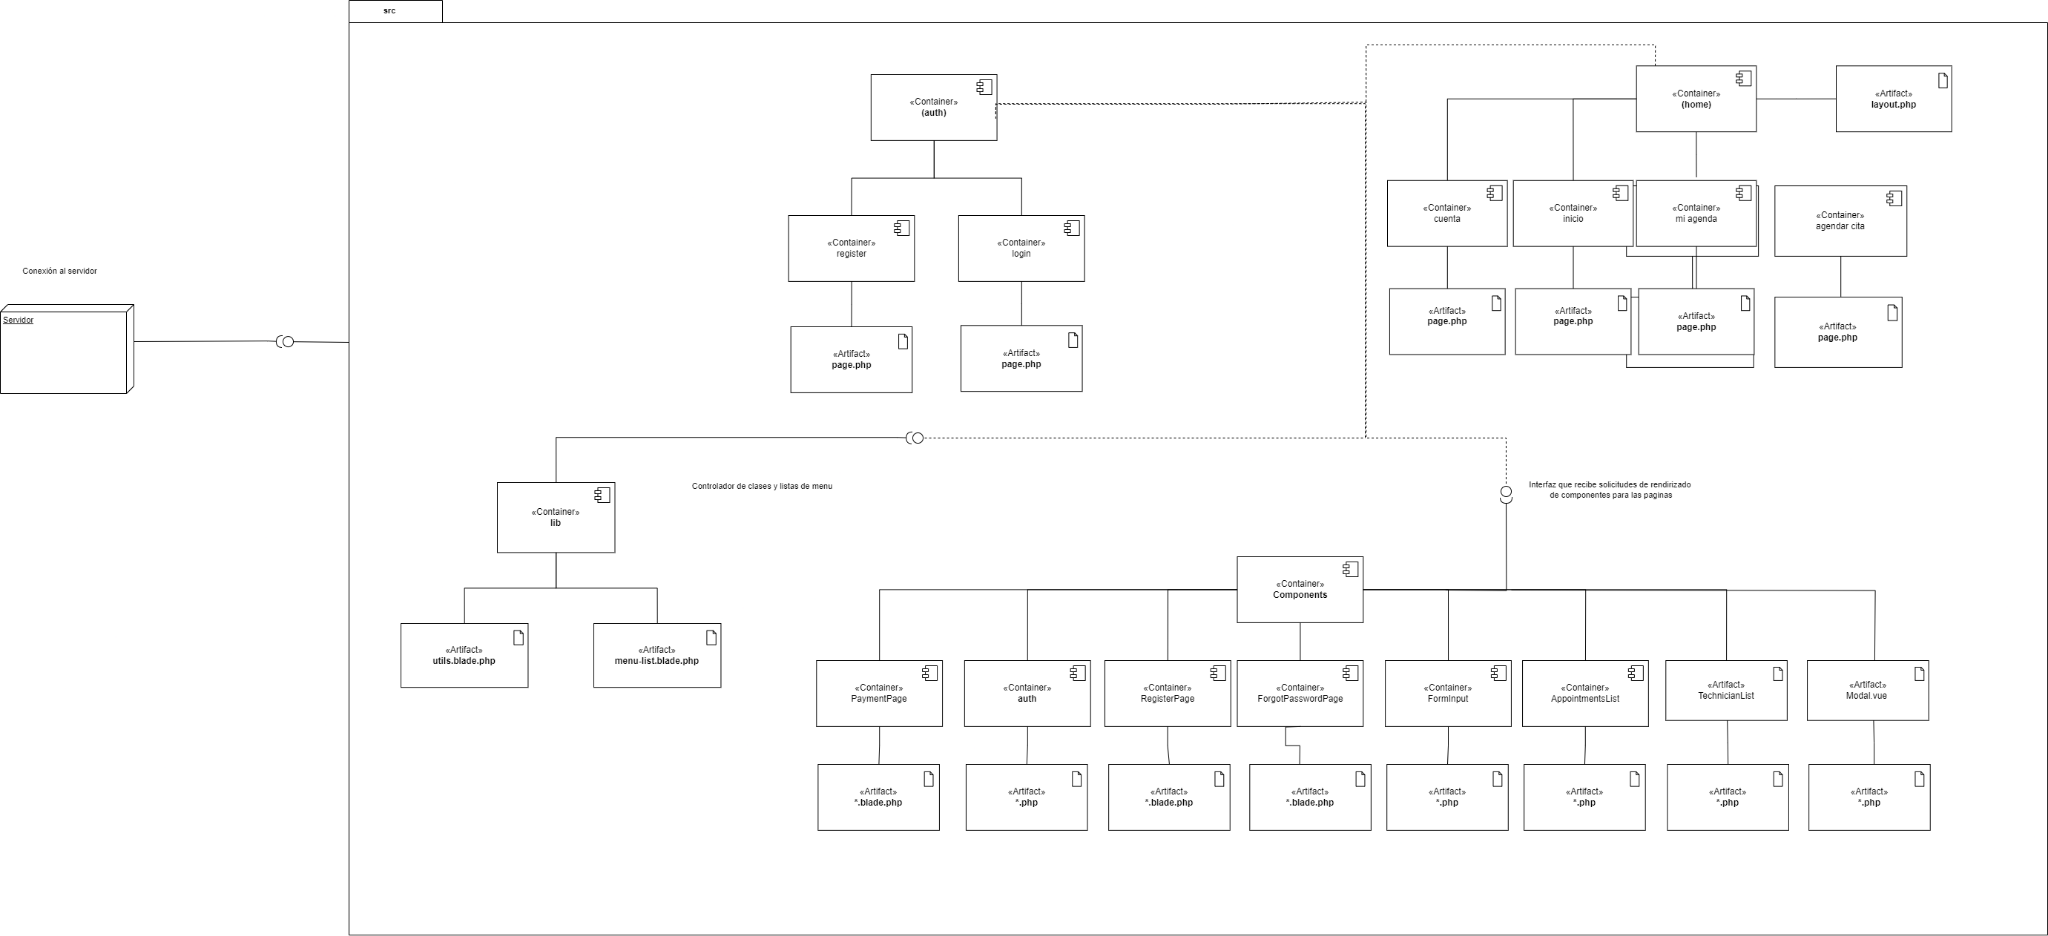 src
«Container»
(auth)
«Container»
(home)
«Artifact»
layout.php
«Container»
register
«Container»
login
«Container»
cuenta
«Container»
inicio
«Container»
mi agenda
«Container»
agendar cita
«Artifact»
page.php
«Artifact»
page.php
«Artifact»
page.php
«Artifact»
page.php
«Artifact»
page.php
«Artifact»
page.php
Conexión al servidor
Servidor
Controlador de clases y listas de menu
Interfaz que recibe solicitudes de rendirizado
de componentes para las paginas
«Container»
lib
«Artifact»
utils.blade.php
«Artifact»
menu-list.blade.php
«Container»
Components
«Container»
PaymentPage
«Container»
auth
«Container»
RegisterPage
«Container»
ForgotPasswordPage
«Container»
FormInput
«Container»
AppointmentsList
«Artifact»
TechnicianList
«Artifact»
Modal.vue
«Artifact»
*.blade.php
«Artifact»
*.php
«Artifact»
*.blade.php
«Artifact»
*.blade.php
«Artifact»
*.php
«Artifact»
*.php
«Artifact»
*.php
«Artifact»
*.php